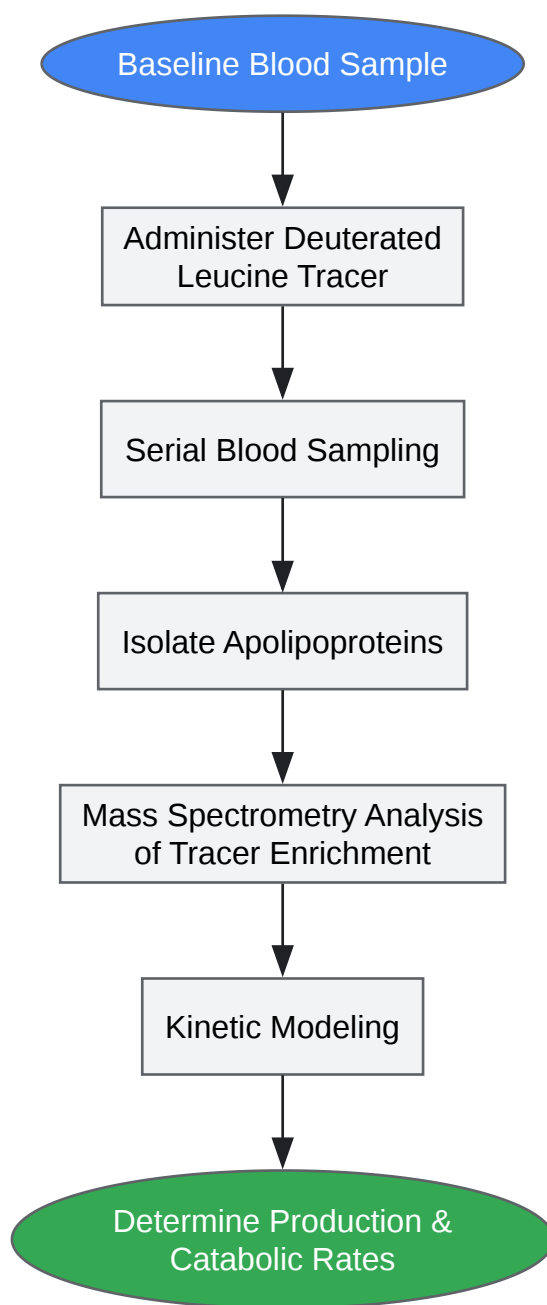 Baseline Blood Sample
Administer Deuterated
Leucine Tracer
Serial Blood Sampling
Isolate Apolipoproteins
Mass Spectrometry Analysis
of Tracer Enrichment
Kinetic Modeling
Determine Production &
Catabolic Rates